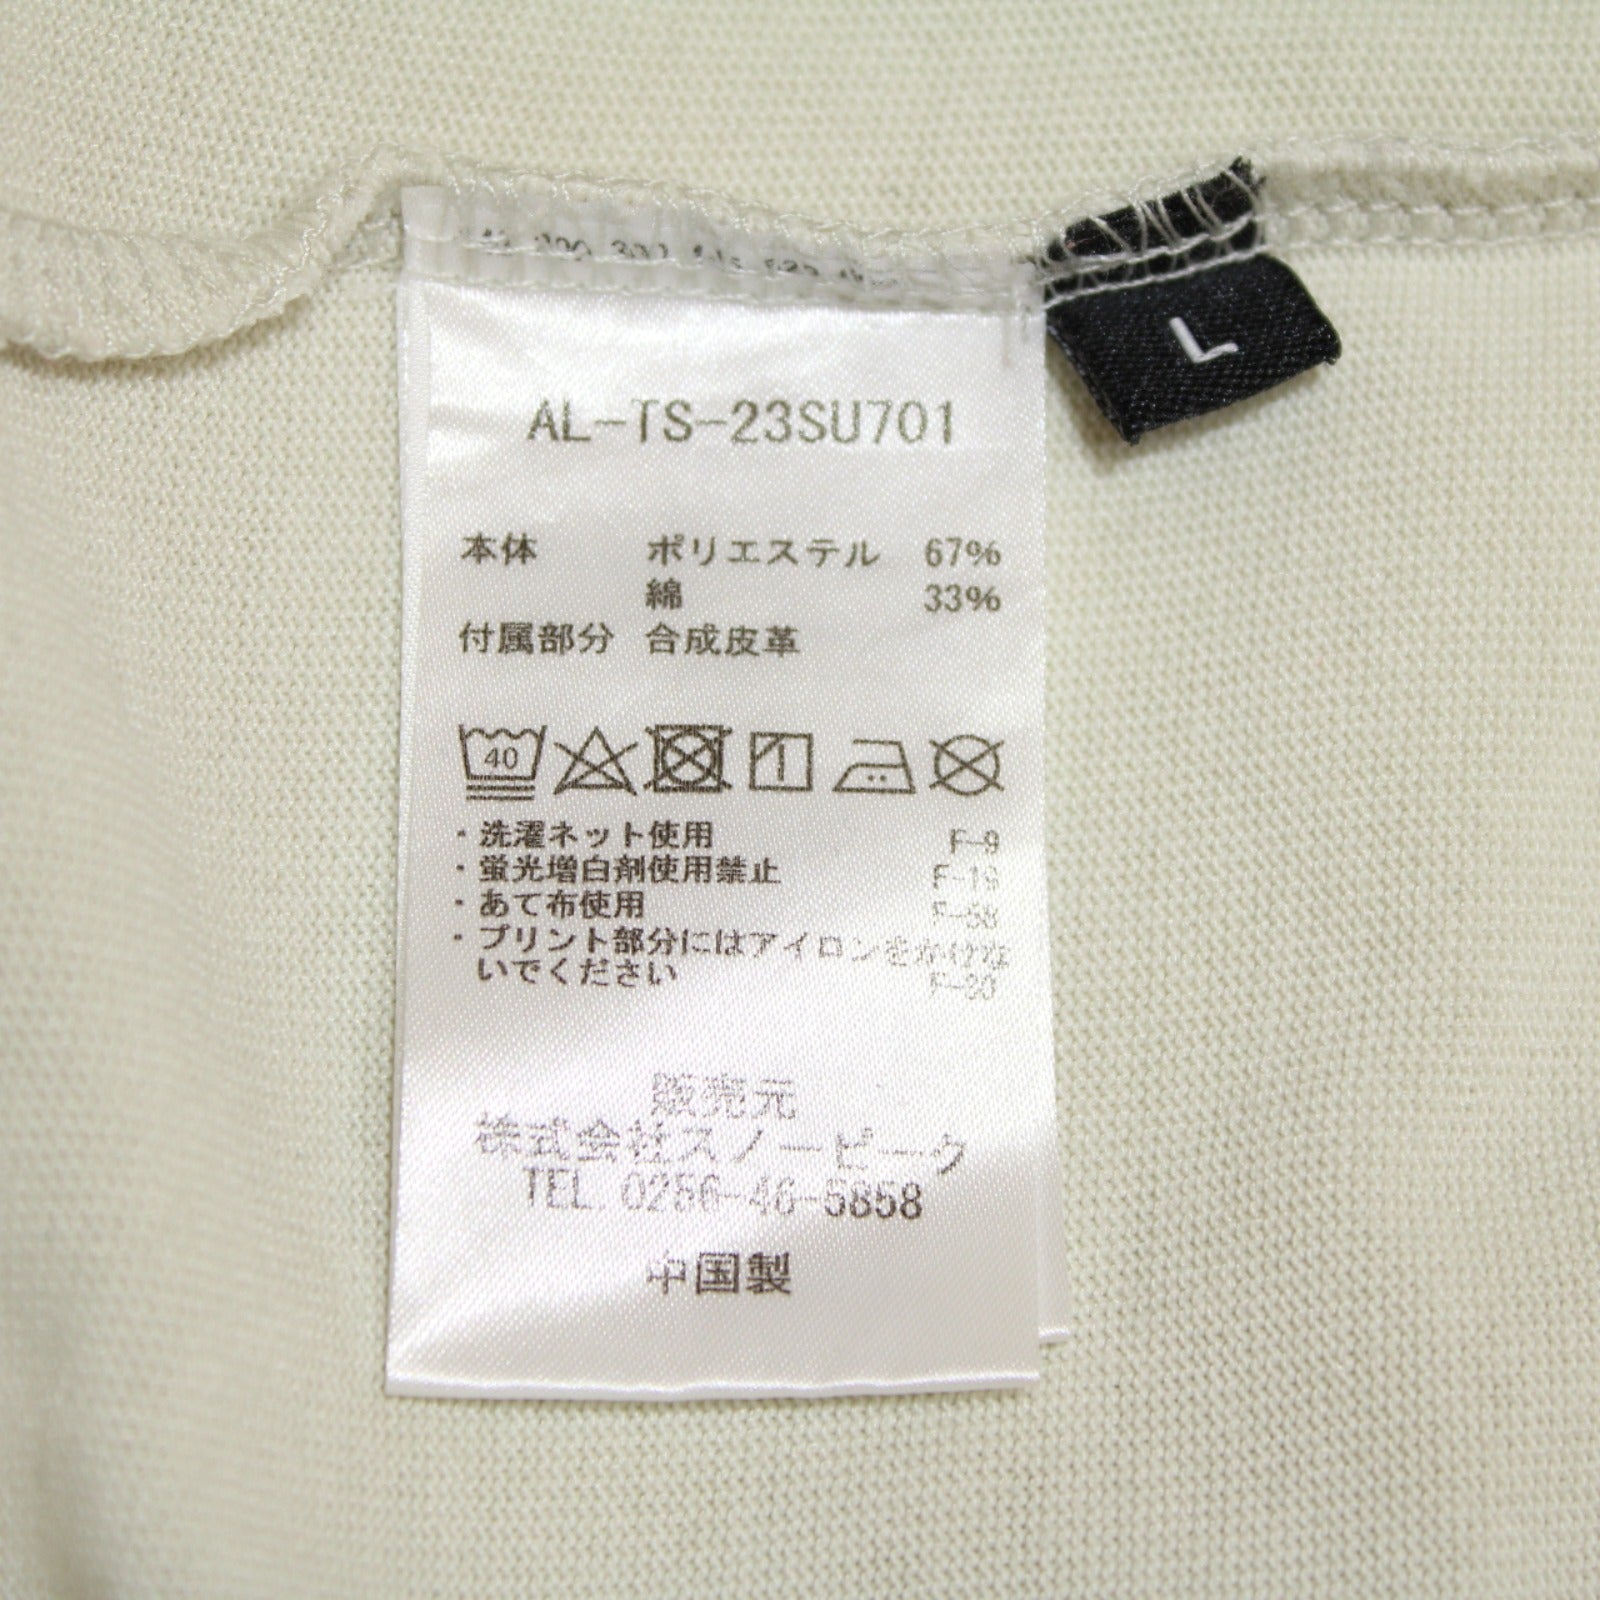 L
AL-TS-23SU701
本体 ポリエステル 67%
綿 33%
付属部分 合成皮革
40
・洗濯ネット使用 F-9
・蛍光増白剤使用禁止 F-19
・あて布使用 F-58
・プリント部分にはアイロンをかけな
いでください
販売元
株式会社スノーピーク
TEL. 0256-46-5858
中国製